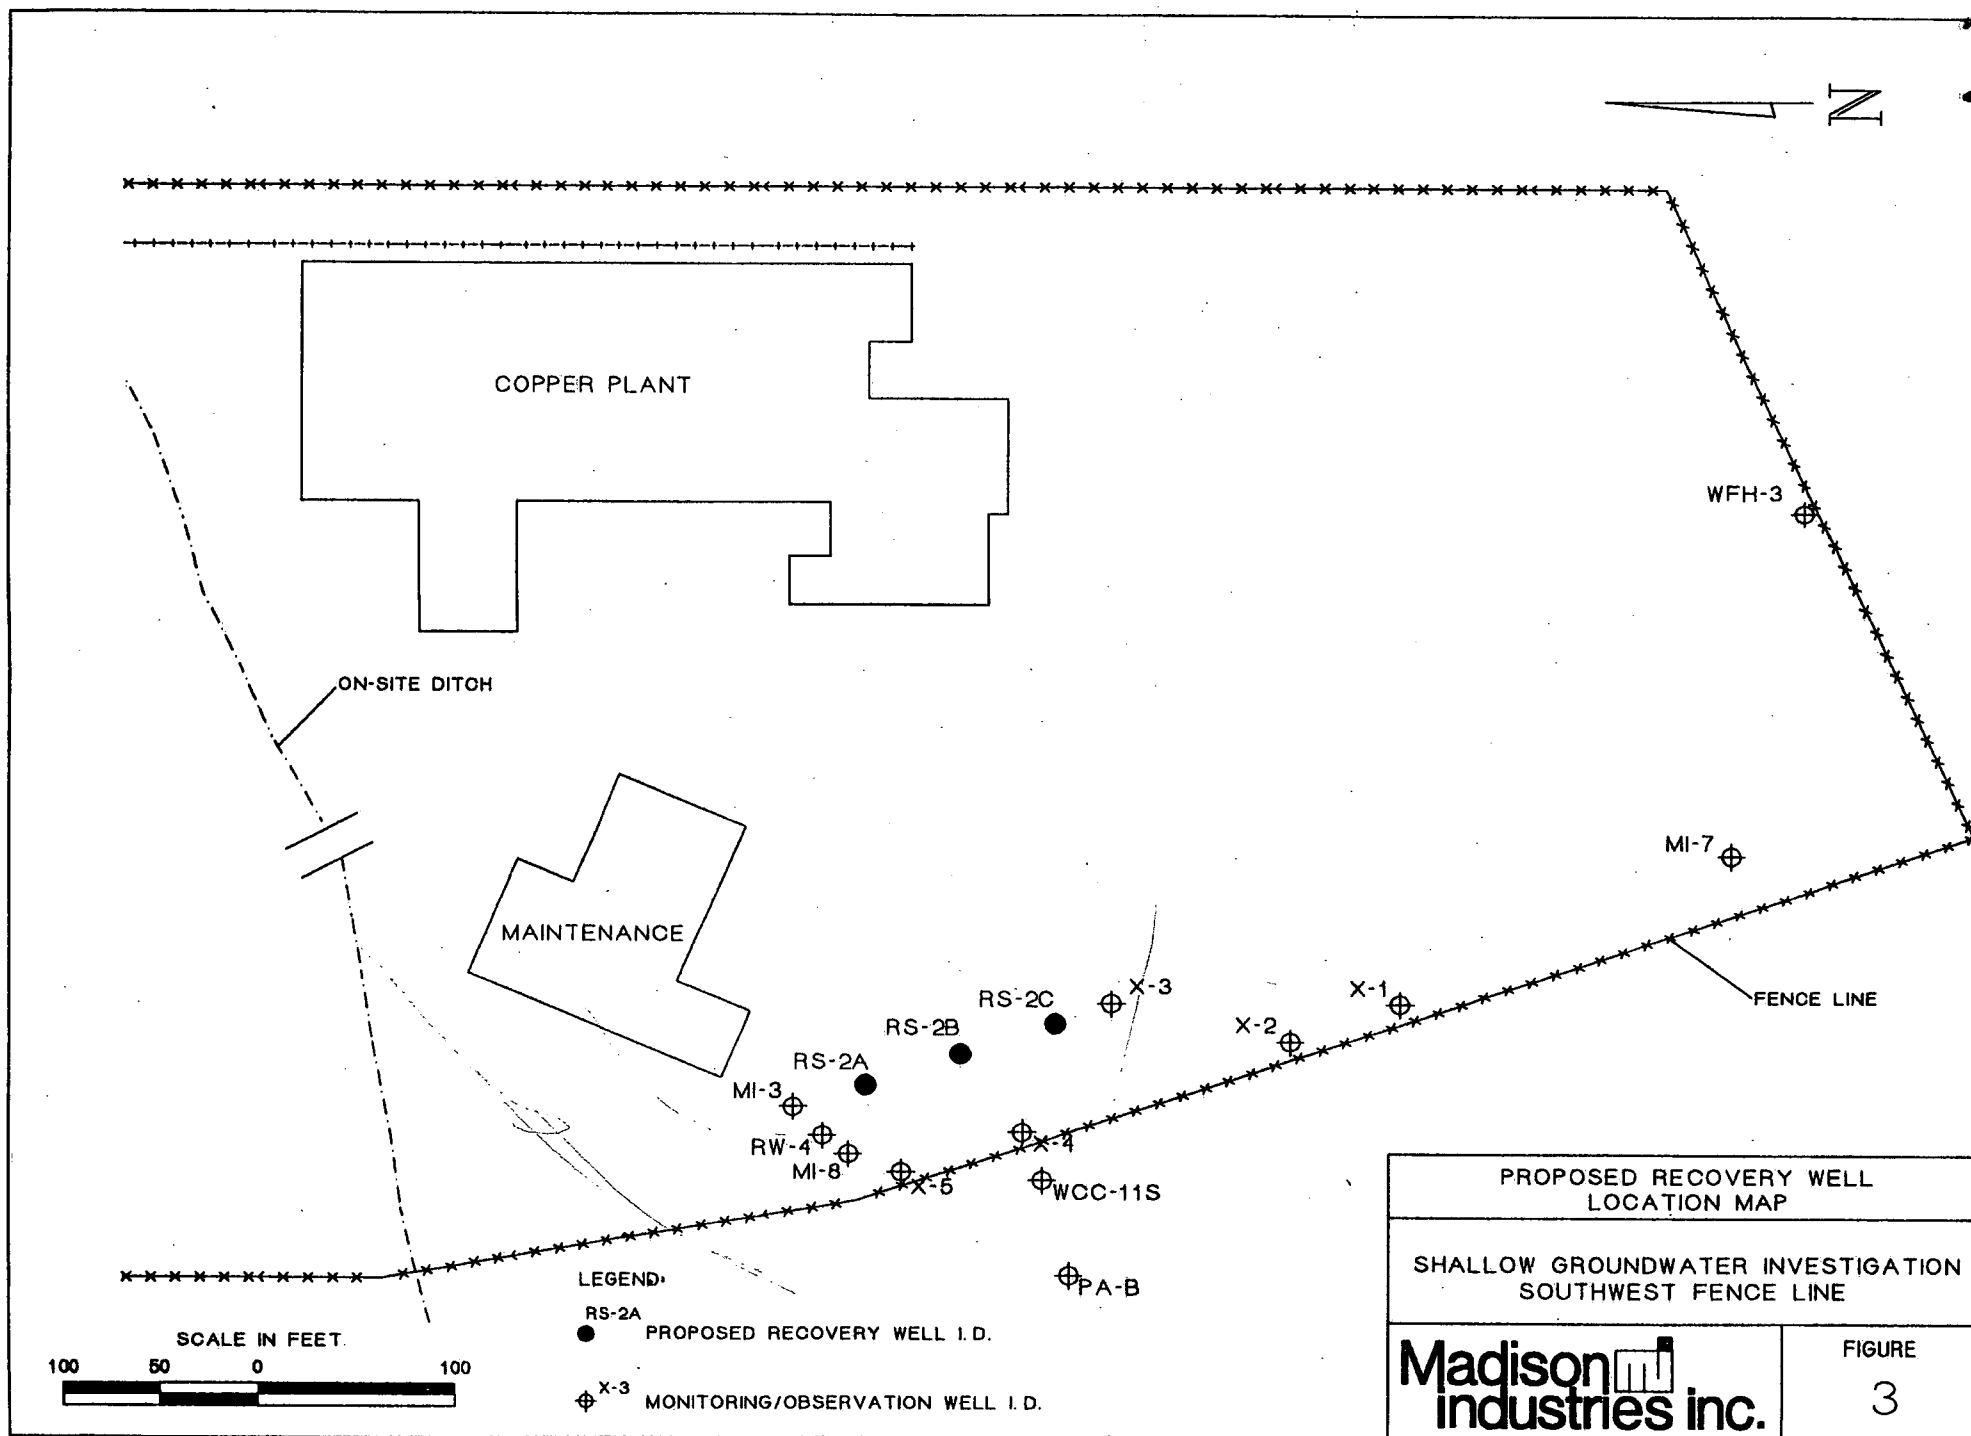 N
COPPER PLANT
WFH-3
ON-SITE DITCH
MI-7
MAINTENANCE
X-3
RS-2C
X-1
FENCE LINE
RS-2B
X-2
RS-2A
MI-3
RW-4
X-4
MI-8
X-5
WCC-11S
PA-B
LEGEND:
RS-2A
PROPOSED RECOVERY WELL I.D.
X-3
MONITORING/OBSERVATION WELL I.D.
SCALE IN FEET
100 50 0 100
PROPOSED RECOVERY WELL
LOCATION MAP
SHALLOW GROUNDWATER INVESTIGATION
SOUTHWEST FENCE LINE
Madison mi
industries inc.
FIGURE
3